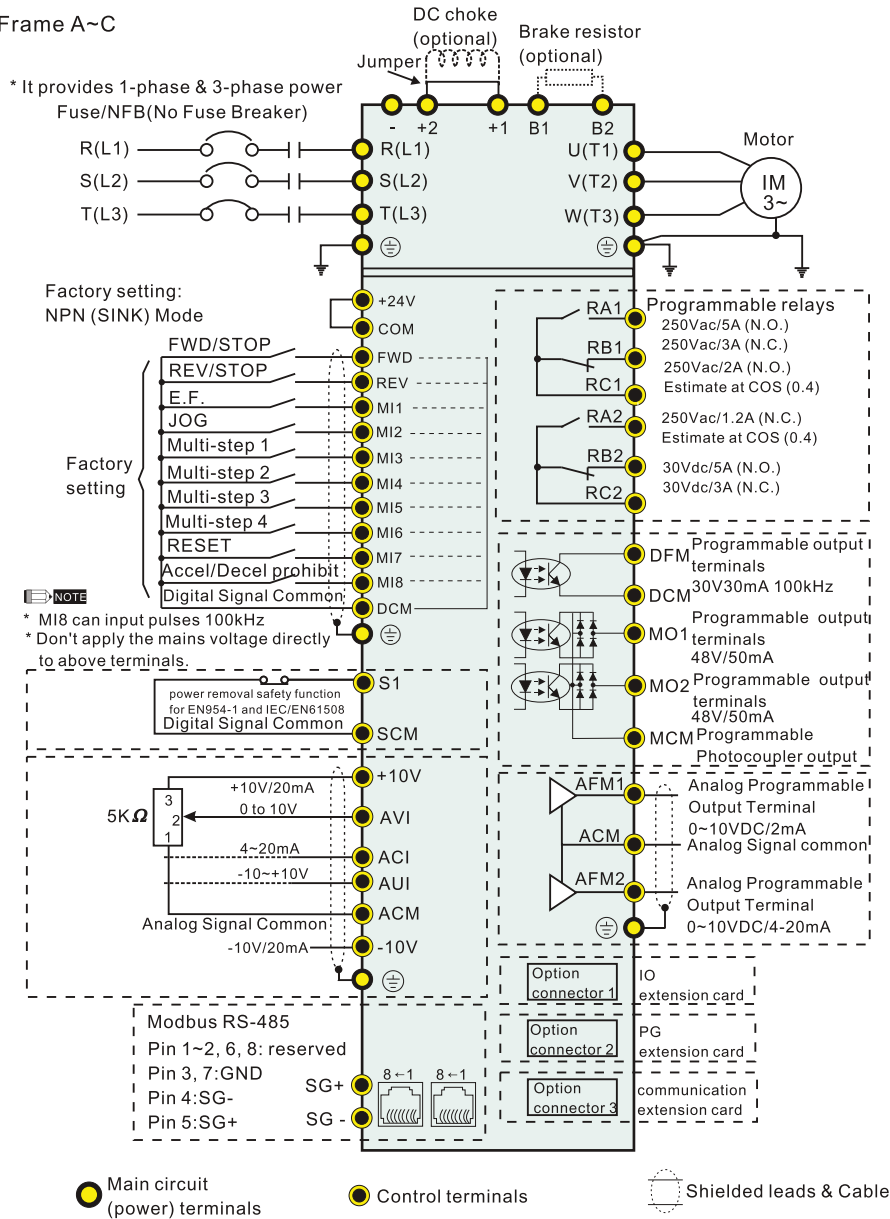 Frame A~C
DC choke
(optional)
Brake resistor
(optional)
Jumper
* It provides 1-phase & 3-phase power
Fuse/NFB(No Fuse Breaker)
- +2 +1 B1 B2
Motor
R(L1) R(L1) U(T1)
S(L2) S(L2) V(T2)
IM
3~
T(L3) T(L3) W(T3)
Factory setting:
NPN (SINK) Mode
+24V
COM
FWD/STOP
FWD
REV/STOP
REV
E.F.
MI1
JOG
MI2
Multi-step 1
MI3
Factory
setting
Multi-step 2
MI4
Multi-step 3
MI5
Multi-step 4
MI6
RESET
MI7
Accel/Decel prohibit
MI8
Digital Signal Common
DCM
NOTE
* MI8 can input pulses 100kHz
* Don't apply the mains voltage directly
to above terminals.
S1
power removal safety function
for EN954-1 and IEC/EN61508
Digital Signal Common
SCM
+10V
+10V/20mA
3
2
1
5KΩ
0 to 10V
AVI
4~20mA
ACI
-10~+10V
AUI
ACM
Analog Signal Common
-10V/20mA
-10V
Modbus RS-485
Pin 1~2, 6, 8: reserved
Pin 3, 7:GND
Pin 4:SG-
Pin 5:SG+
SG+
SG -
8←1 8←1
RA1
Programmable relays
250Vac/5A (N.O.)
250Vac/3A (N.C.)
RB1
250Vac/2A (N.O.)
Estimate at COS (0.4)
RC1
RA2
250Vac/1.2A (N.C.)
Estimate at COS (0.4)
RB2
30Vdc/5A (N.O.)
30Vdc/3A (N.C.)
RC2
DFM
Programmable output
terminals
30V30mA 100kHz
DCM
MO1
Programmable output
terminals
48V/50mA
MO2
Programmable output
terminals
48V/50mA
MCM
Programmable
Photocoupler output
AFM1
Analog Programmable
Output Terminal
0~10VDC/2mA
ACM
Analog Signal common
AFM2
Analog Programmable
Output Terminal
0~10VDC/4-20mA
Option
connector 1
IO
extension card
Option
connector 2
PG
extension card
Option
connector 3
communication
extension card
Main circuit
(power) terminals
Control terminals
Shielded leads & Cable